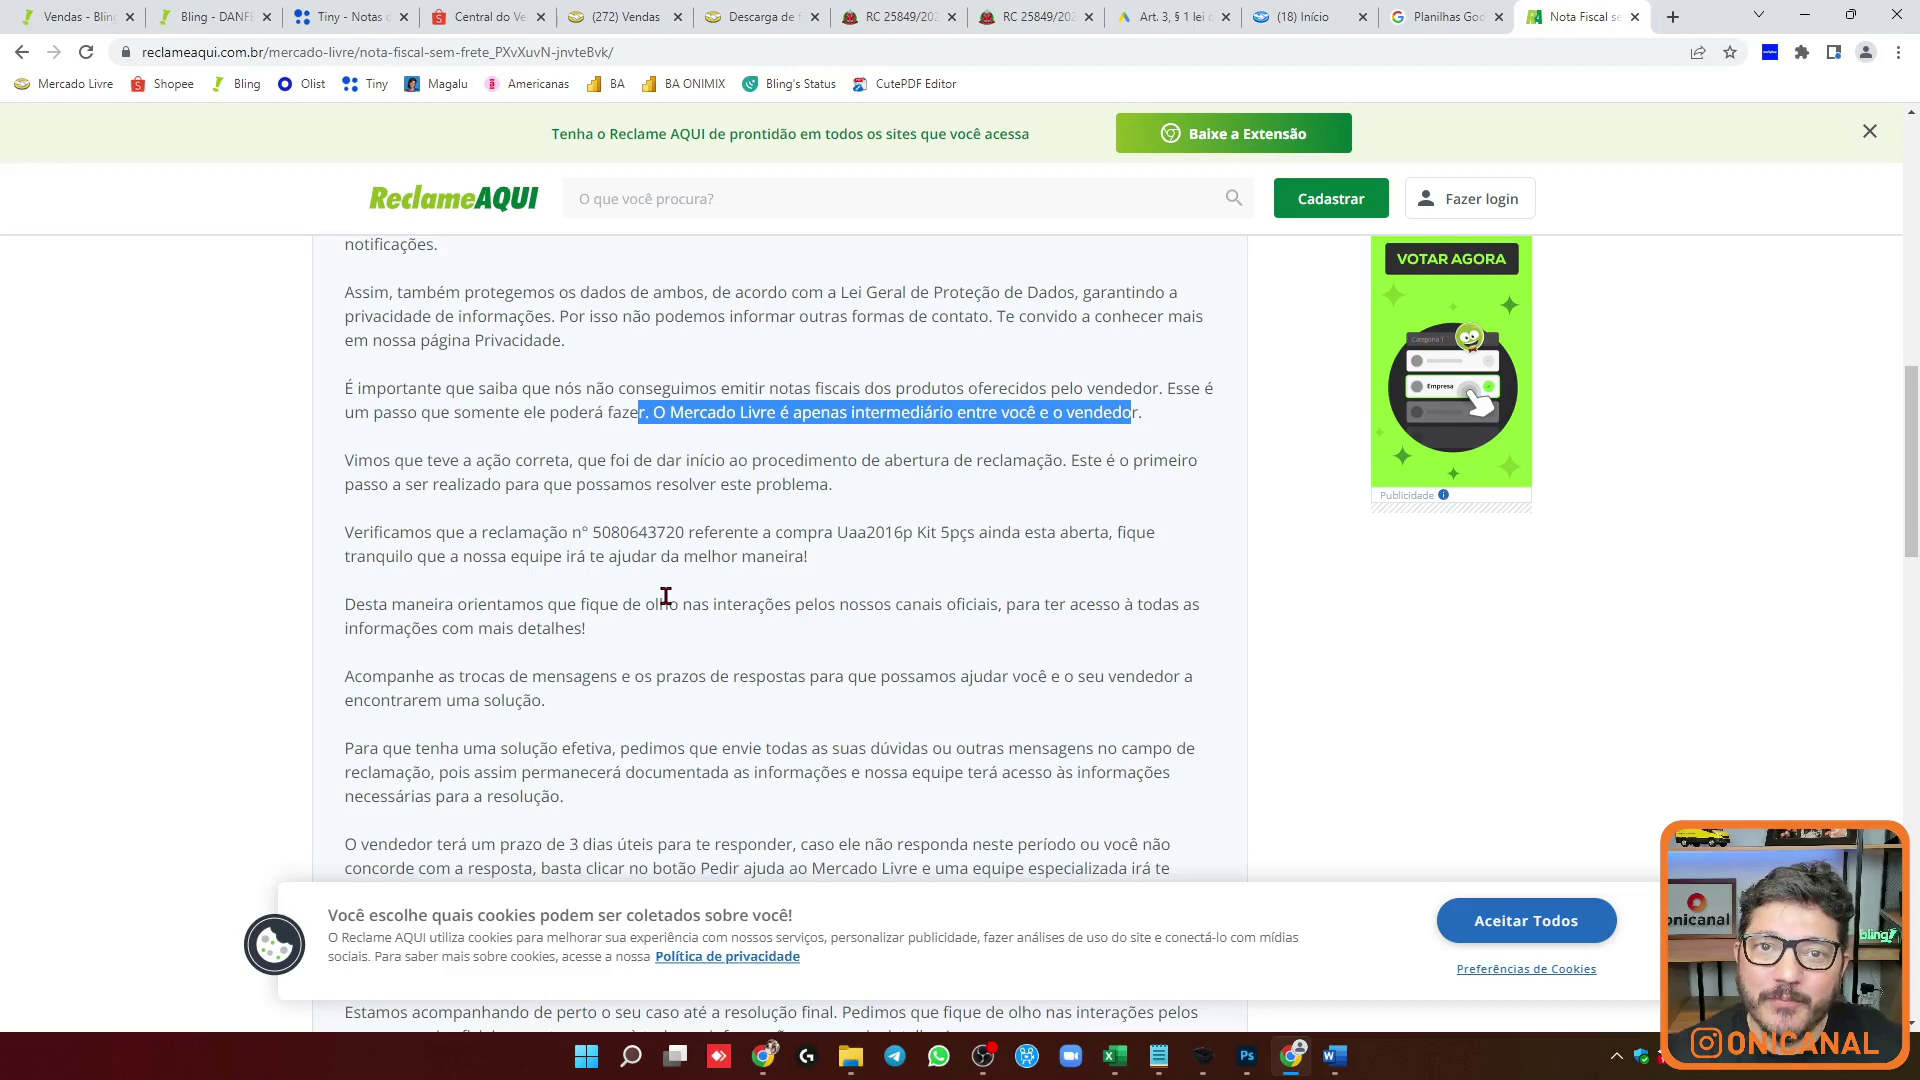 Vendas - Blin
Bling - DANF
Tiny - Notas c
Central do Ve
(272) Vendas
Descarga de f
RC 25849/202
RC 25849/202
Art. 3, § 1 lei c
(18) Início
Planilhas Goo
Nota Fiscal se
reclameaqui.com.br/mercado-livre/nota-fiscal-sem-frete_PXvXuvN-jnvteBvk/
Mercado Livre
Shopee
Bling
Olist
Tiny
Magalu
Americanas
BA
BA ONIMIX
Bling's Status
CutePDF Editor
Tenha o Reclame AQUI de prontidão em todos os sites que você acessa
Baixe a Extensão
ReclameAQUI
O que você procura?
Cadastrar
Fazer login
notificações.
Assim, também protegemos os dados de ambos, de acordo com a Lei Geral de Proteção de Dados, garantindo a
privacidade de informações. Por isso não podemos informar outras formas de contato. Te convido a conhecer mais
em nossa página Privacidade.
É importante que saiba que nós não conseguimos emitir notas fiscais dos produtos oferecidos pelo vendedor. Esse é
um passo que somente ele poderá fazer. O Mercado Livre é apenas intermediário entre você e o vendedor.
Vimos que teve a ação correta, que foi de dar início ao procedimento de abertura de reclamação. Este é o primeiro
passo a ser realizado para que possamos resolver este problema.
Verificamos que a reclamação nº 5080643720 referente a compra Uaa2016p Kit 5pçs ainda esta aberta, fique
tranquilo que a nossa equipe irá te ajudar da melhor maneira!
Desta maneira orientamos que fique de olho nas interações pelos nossos canais oficiais, para ter acesso à todas as
informações com mais detalhes!
Acompanhe as trocas de mensagens e os prazos de respostas para que possamos ajudar você e o seu vendedor a
encontrarem uma solução.
Para que tenha uma solução efetiva, pedimos que envie todas as suas dúvidas ou outras mensagens no campo de
reclamação, pois assim permanecerá documentada as informações e nossa equipe terá acesso às informações
necessárias para a resolução.
O vendedor terá um prazo de 3 dias úteis para te responder, caso ele não responda neste período ou você não
concorde com a resposta, basta clicar no botão Pedir ajuda ao Mercado Livre e uma equipe especializada irá te
VOTAR AGORA
Categoria 1
Empresa
Publicidade
Você escolhe quais cookies podem ser coletados sobre você!
O Reclame AQUI utiliza cookies para melhorar sua experiência com nossos serviços, personalizar publicidade, fazer análises de uso do site e conectá-lo com mídias
sociais. Para saber mais sobre cookies, acesse a nossa Política de privacidade
Aceitar Todos
Preferências de Cookies
Estamos acompanhando de perto o seu caso até a resolução final. Pedimos que fique de olho nas interações pelos
onicanal
bling!
ONICANAL